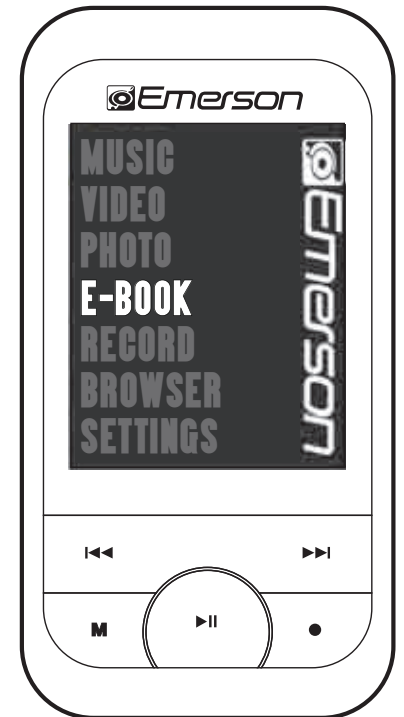 Emerson
MUSIC
VIDEO
PHOTO
E-BOOK
RECORD
BROWSER
SETTINGS
Emerson
M